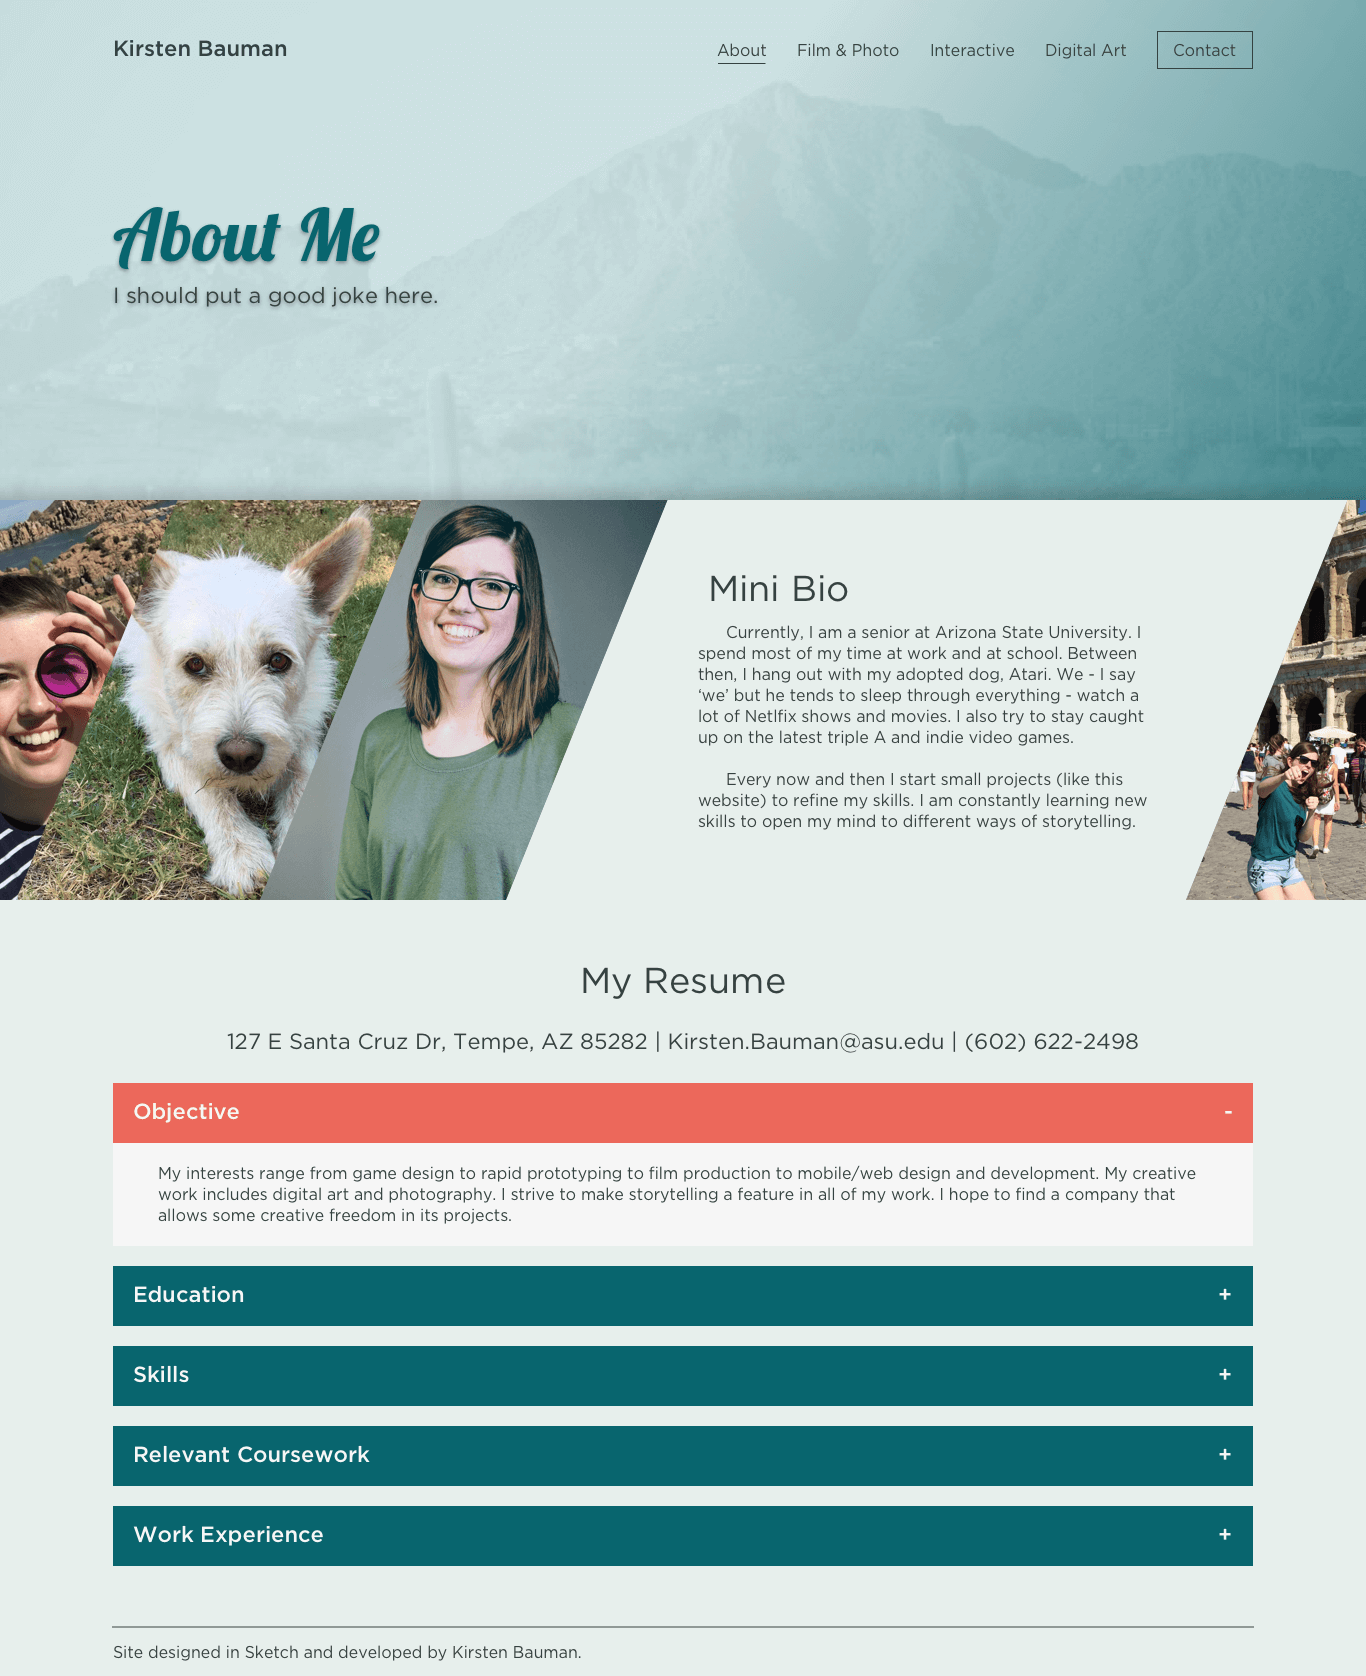 Kirsten Bauman
About Film & Photo Interactive Digital Art Contact
About Me
I should put a good joke here.
Mini Bio
Currently, I am a senior at Arizona State University. I
spend most of my time at work and at school. Between
then, I hang out with my adopted dog, Atari. We - I say
‘we’ but he tends to sleep through everything - watch a
lot of Netlfix shows and movies. I also try to stay caught
up on the latest triple A and indie video games.
Every now and then I start small projects (like this
website) to refine my skills. I am constantly learning new
skills to open my mind to different ways of storytelling.
My Resume
127 E Santa Cruz Dr, Tempe, AZ 85282 | Kirsten.Bauman@asu.edu | (602) 622-2498
Objective -
My interests range from game design to rapid prototyping to film production to mobile/web design and development. My creative
work includes digital art and photography. I strive to make storytelling a feature in all of my work. I hope to find a company that
allows some creative freedom in its projects.
Education +
Skills +
Relevant Coursework +
Work Experience +
Site designed in Sketch and developed by Kirsten Bauman.